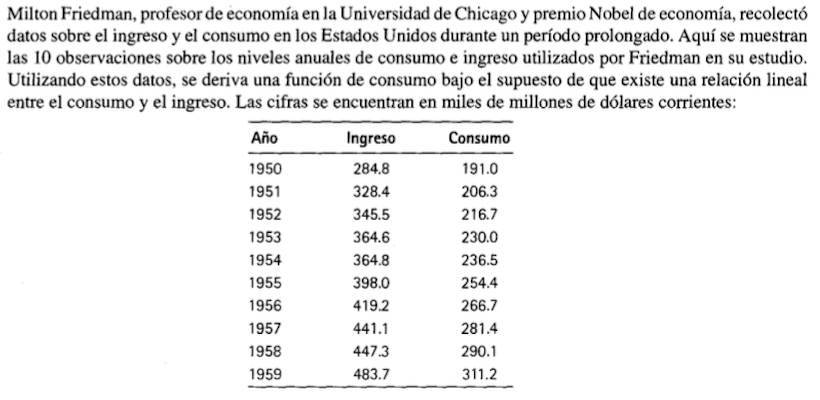 Milton Friedman, profesor de economía en la Universidad de Chicago y premio Nobel de economía, recolectó
datos sobre el ingreso y el consumo en los Estados Unidos durante un período prolongado. Aquí se muestran
las 10 observaciones sobre los niveles anuales de consumo e ingreso utilizados por Friedman en su estudio.
Utilizando estos datos, se deriva una función de consumo bajo el supuesto de que existe una relación lineal
entre el consumo y el ingreso. Las cifras se encuentran en miles de millones de dólares corrientes:
Año Ingreso Consumo
1950 284.8 191.0
1951 328.4 206.3
1952 345.5 216.7
1953 364.6 230.0
1954 364.8 236.5
1955 398.0 254.4
1956 419.2 266.7
1957 441.1 281.4
1958 447.3 290.1
1959 483.7 311.2